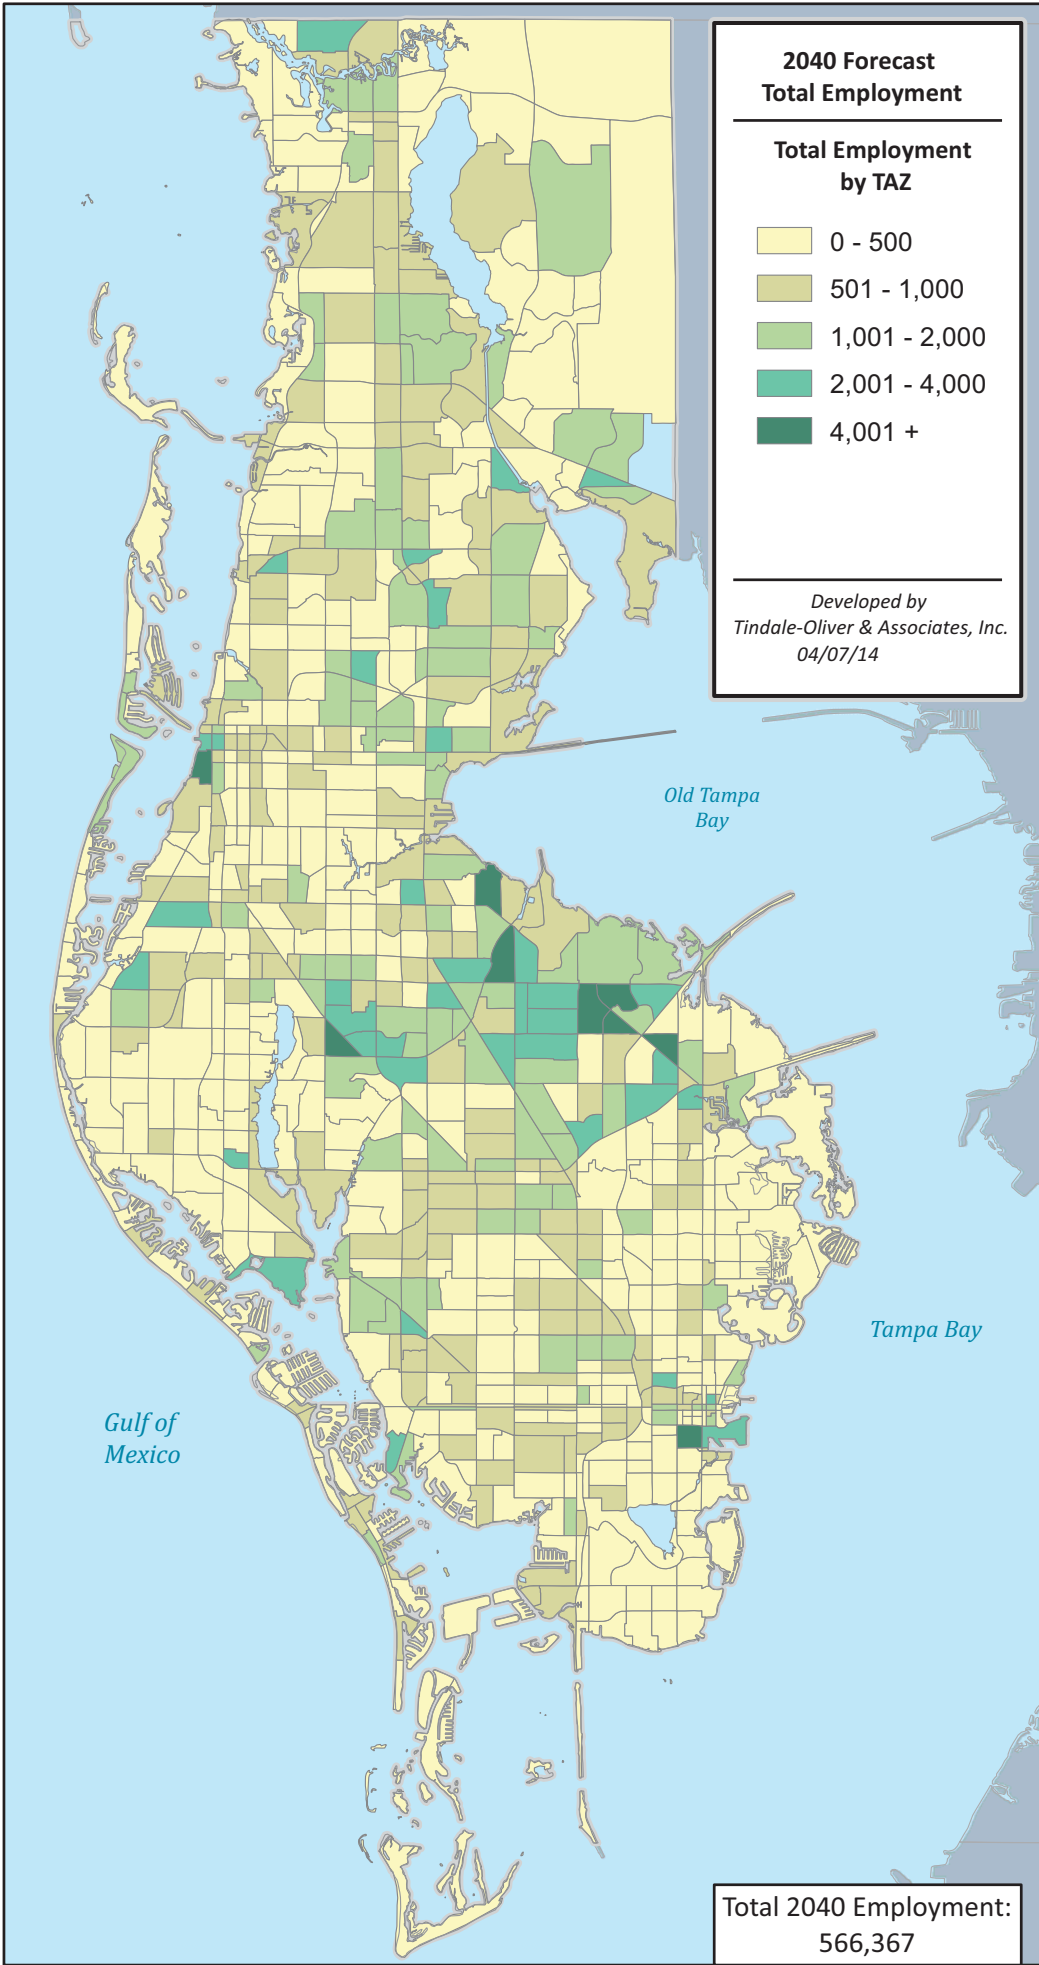 2040 Forecast
Total Employment
Total Employment
by TAZ
0 - 500
501 - 1,000
1,001 - 2,000
2,001 - 4,000
4,001 +
Developed by
Tindale-Oliver & Associates, Inc.
04/07/14
Old Tampa
Bay
Tampa Bay
Gulf of
Mexico
Total 2040 Employment:
566,367